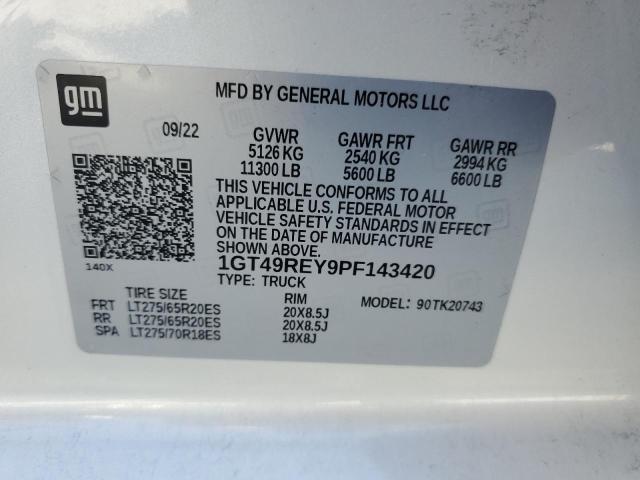 gm
MFD BY GENERAL MOTORS LLC
09/22 GVWR GAWR FRT GAWR RR
5126 KG 2540 KG 2994 KG
11300 LB 5600 LB 6600 LB
THIS VEHICLE CONFORMS TO ALL
APPLICABLE U.S. FEDERAL MOTOR
VEHICLE SAFETY STANDARDS IN EFFECT
ON THE DATE OF MANUFACTURE
SHOWN ABOVE.
140X
1GT49REY9PF143420
TYPE: TRUCK
TIRE SIZE RIM MODEL: 90TK20743
FRT LT275/65R20ES 20X8.5J
RR LT275/65R20ES 20X8.5J
SPA LT275/70R18ES 18X8J